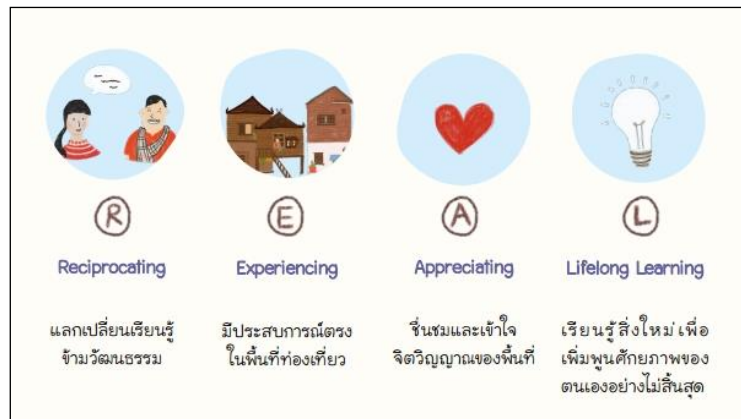 R
Reciprocating
แลกเปลี่ยนเรียนรู้
ข้ามวัฒนธรรม
E
Experiencing
มีประสบการณ์ตรง
ในพื้นที่ท่องเที่ยว
A
Appreciating
ชื่นชมและเข้าใจ
จิตวิญญาณของพื้นที่
L
Lifelong Learning
เรียนรู้สิ่งใหม่เพื่อ
เพิ่มพูนศักยภาพของ
ตนเองอย่างไม่สิ้นสุด